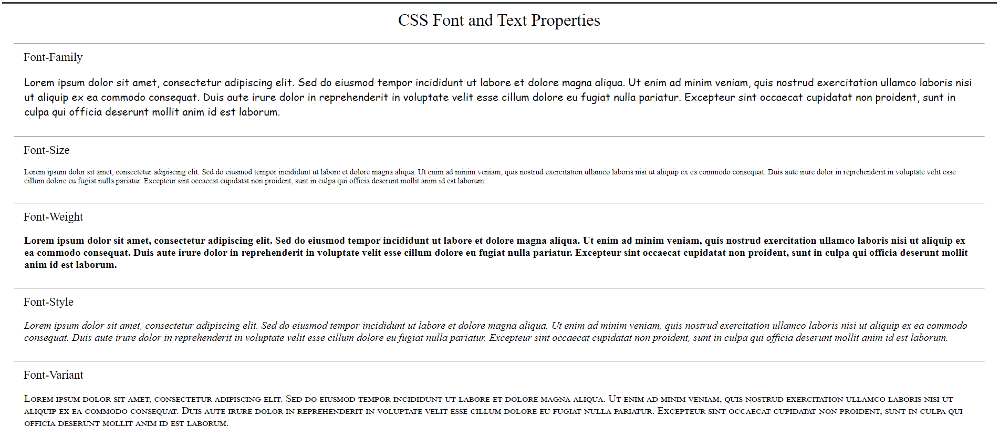 CSS Font and Text Properties
Font-Family
Lorem ipsum dolor sit amet, consectetur adipiscing elit. Sed do eiusmod tempor incididunt ut labore et dolore magna aliqua. Ut enim ad minim veniam, quis nostrud exercitation ullamco laboris nisi
ut aliquip ex ea commodo consequat. Duis aute irure dolor in reprehenderit in voluptate velit esse cillum dolore eu fugiat nulla pariatur. Excepteur sint occaecat cupidatat non proident, sunt in
culpa qui officia deserunt mollit anim id est laborum.
Font-Size
Lorem ipsum dolor sit amet, consectetur adipiscing elit. Sed do eiusmod tempor incididunt ut labore et dolore magna aliqua. Ut enim ad minim veniam, quis nostrud exercitation ullamco laboris nisi ut aliquip ex ea commodo consequat. Duis aute irure dolor in reprehenderit in voluptate velit esse
cillum dolore eu fugiat nulla pariatur. Excepteur sint occaecat cupidatat non proident, sunt in culpa qui officia deserunt mollit anim id est laborum.
Font-Weight
Lorem ipsum dolor sit amet, consectetur adipiscing elit. Sed do eiusmod tempor incididunt ut labore et dolore magna aliqua. Ut enim ad minim veniam, quis nostrud exercitation ullamco laboris nisi ut aliquip ex
ea commodo consequat. Duis aute irure dolor in reprehenderit in voluptate velit esse cillum dolore eu fugiat nulla pariatur. Excepteur sint occaecat cupidatat non proident, sunt in culpa qui officia deserunt mollit
anim id est laborum.
Font-Style
Lorem ipsum dolor sit amet, consectetur adipiscing elit. Sed do eiusmod tempor incididunt ut labore et dolore magna aliqua. Ut enim ad minim veniam, quis nostrud exercitation ullamco laboris nisi ut aliquip ex ea commodo
consequat. Duis aute irure dolor in reprehenderit in voluptate velit esse cillum dolore eu fugiat nulla pariatur. Excepteur sint occaecat cupidatat non proident, sunt in culpa qui officia deserunt mollit anim id est laborum.
Font-Variant
Lorem ipsum dolor sit amet, consectetur adipiscing elit. Sed do eiusmod tempor incididunt ut labore et dolore magna aliqua. Ut enim ad minim veniam, quis nostrud exercitation ullamco laboris nisi ut
aliquip ex ea commodo consequat. Duis aute irure dolor in reprehenderit in voluptate velit esse cillum dolore eu fugiat nulla pariatur. Excepteur sint occaecat cupidatat non proident, sunt in culpa qui
officia deserunt mollit anim id est laborum.